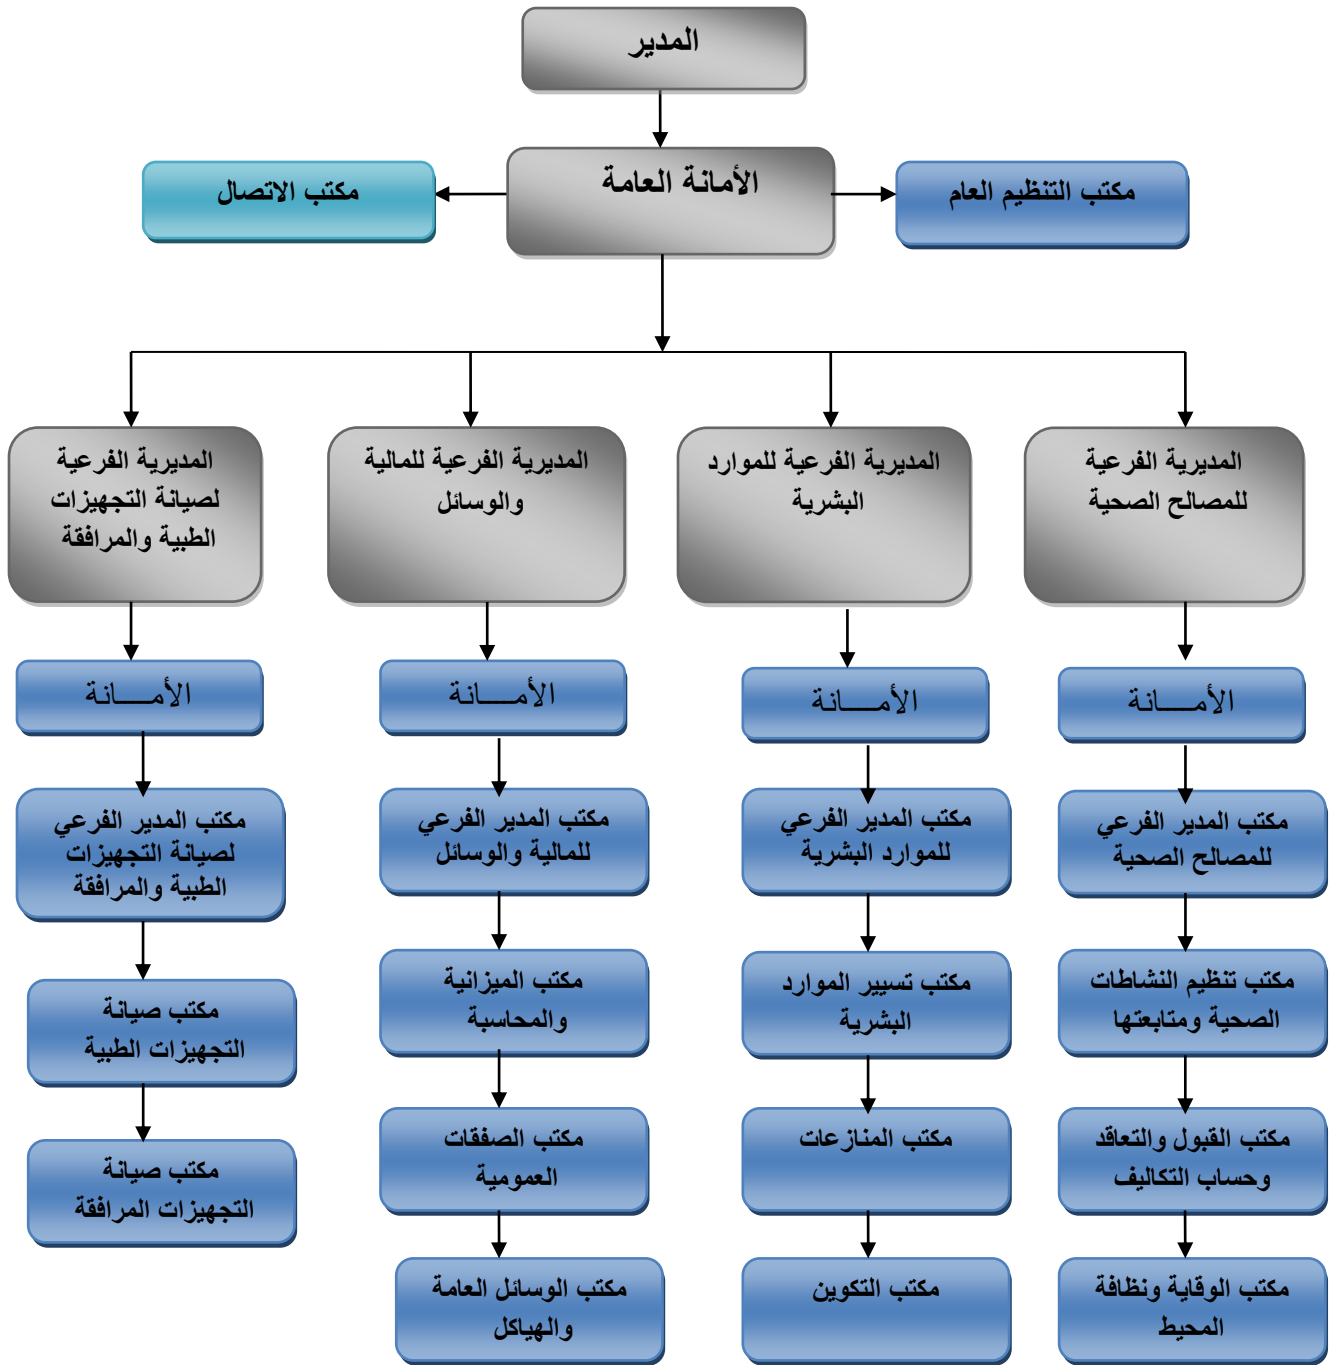 المدير
الأمانة العامة
مكتب التنظيم العام
مكتب الاتصال
المديرية الفرعية
للمصالح الصحية
المديرية الفرعية للموارد
البشرية
المديرية الفرعية للمالية
والوسائل
المديرية الفرعية
لصيانة التجهيزات
الطبية والمرافقة
الأمــــانة
الأمــــانة
الأمــــانة
الأمــــانة
مكتب المدير الفرعي
للمصالح الصحية
مكتب المدير الفرعي
للموارد البشرية
مكتب المدير الفرعي
للمالية والوسائل
مكتب المدير الفرعي
لصيانة التجهيزات
الطبية والمرافقة
مكتب تنظيم النشاطات
الصحية ومتابعتها
مكتب تسيير الموارد
البشرية
مكتب الميزانية
والمحاسبة
مكتب صيانة
التجهيزات الطبية
مكتب القبول والتعاقد
وحساب التكاليف
مكتب المنازعات
مكتب الصفقات
العمومية
مكتب صيانة
التجهيزات المرافقة
مكتب الوقاية ونظافة
المحيط
مكتب التكوين
مكتب الوسائل العامة
والهياكل